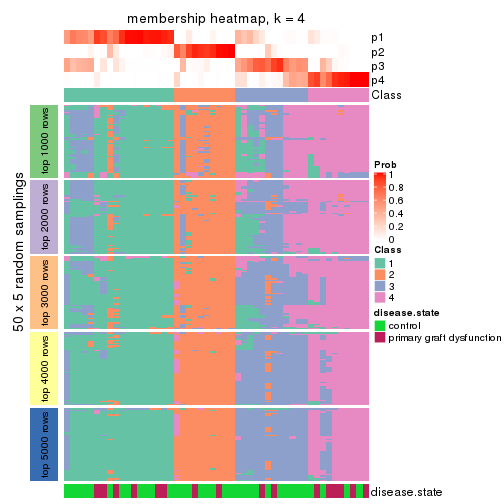 membership heatmap, k = 4
p1
p2
p3
p4
Class
50 x 5 random samplings
top 1000 rows
top 2000 rows
top 3000 rows
top 4000 rows
top 5000 rows
Prob
1
0.8
0.6
0.4
0.2
0
Class
1
2
3
4
disease.state
control
primary graft dysfunction
disease.state